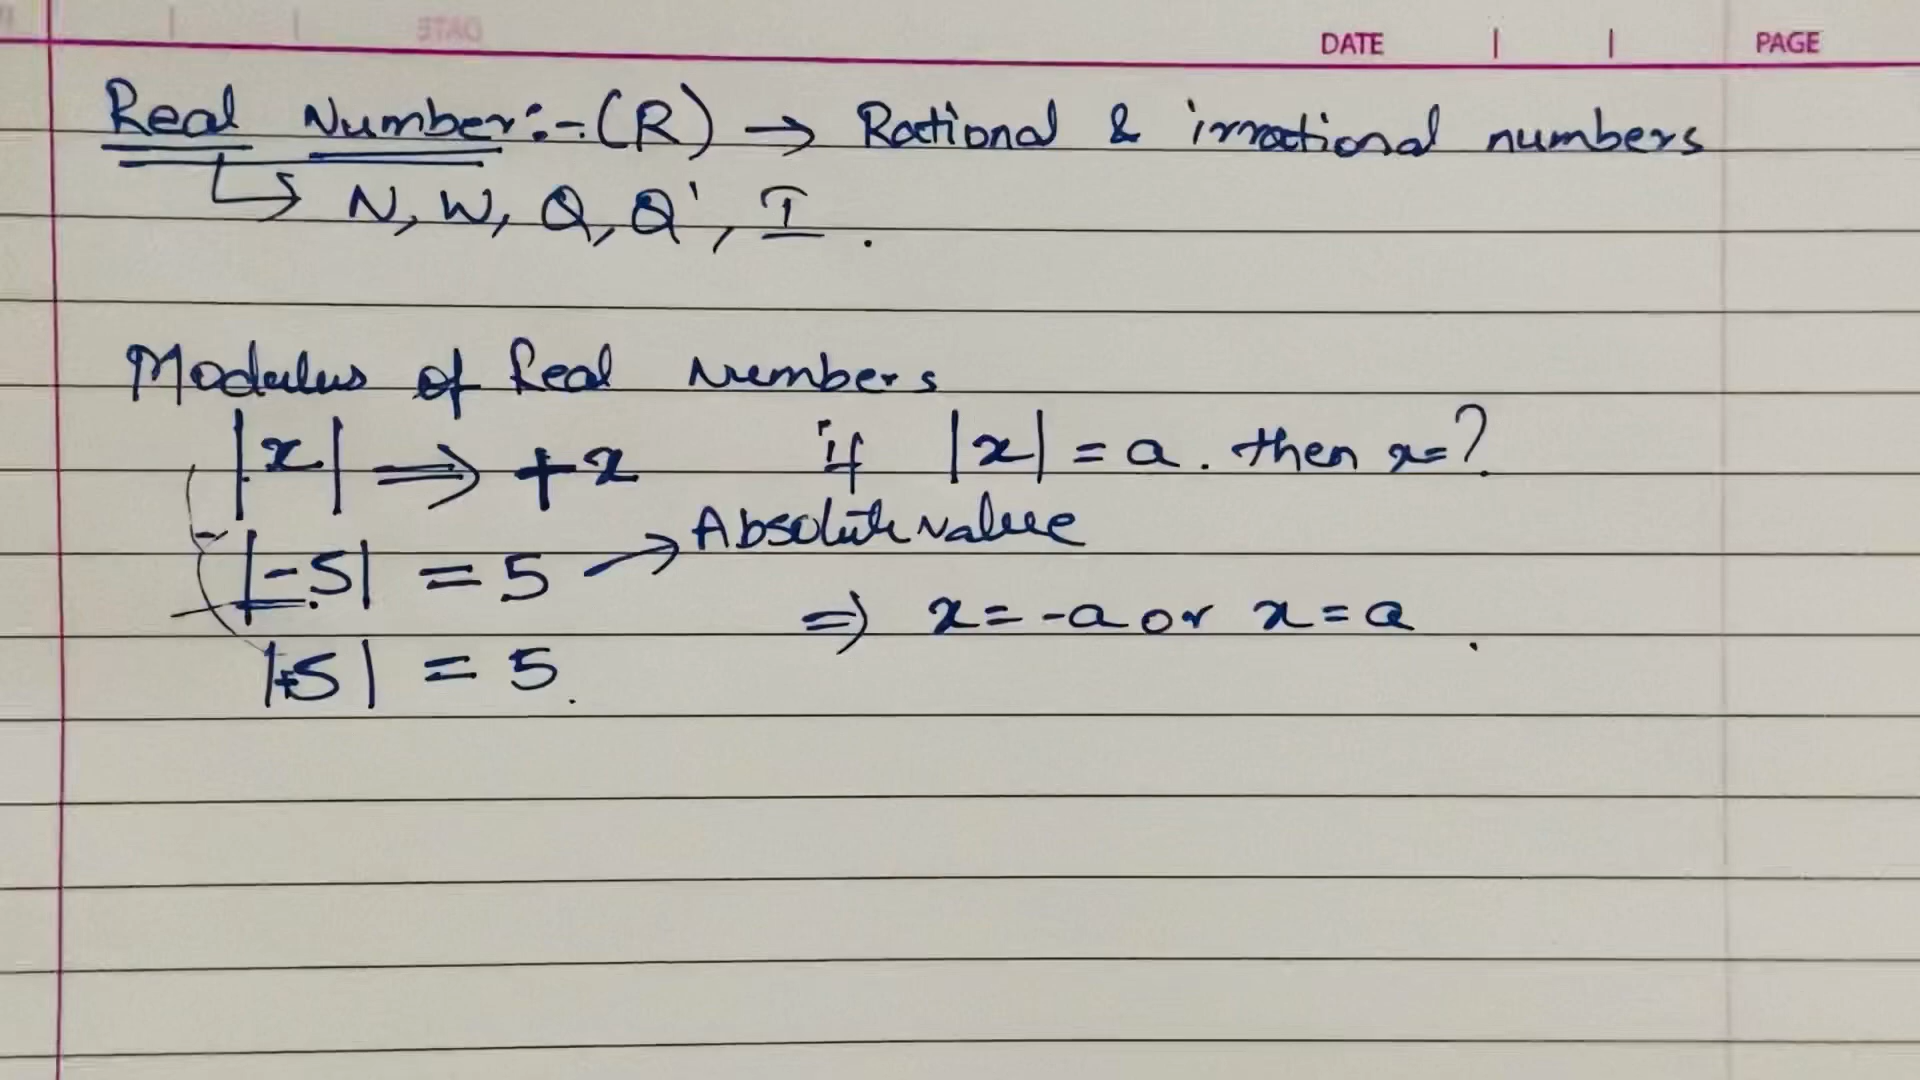 DATE PAGE
Real Number:-(R) → Rational & irrational numbers
↳ N, W, Q, Q', I.
Modulus of Real Numbers
|x| ⇒ +x if |x| = a. then x=?
|-5| = 5 → Absolute value
⇒ x = -a or x = a.
|+5| = 5.